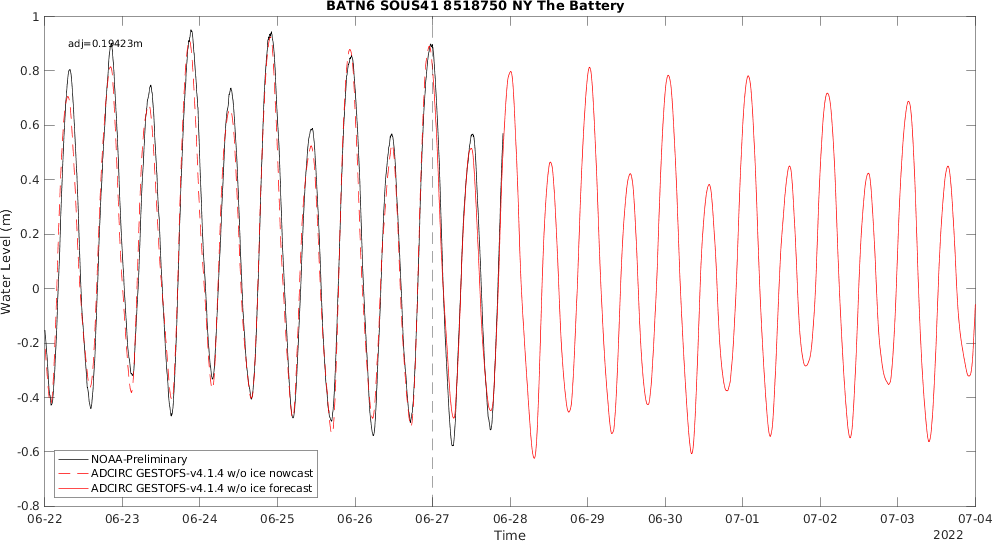 BATN6 SOUS41 8518750 NY The Battery
adj=0.19423m
1
0.8
0.6
0.4
0.2
0
-0.2
-0.4
-0.6
-0.8
Water Level (m)
NOAA-Preliminary
ADCIRC GESTOFS-v4.1.4 w/o ice nowcast
ADCIRC GESTOFS-v4.1.4 w/o ice forecast
06-22 06-23 06-24 06-25 06-26 06-27 06-28 06-29 06-30 07-01 07-02 07-03 07-04
Time
2022